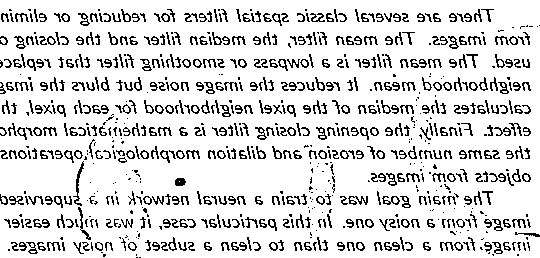 There are several classic spatial filters for reducing or elimin
from images. The mean filter, the median filter and the closing o
used. The mean filter is a lowpass or smoothing filter that replace
neighborhood mean. It reduces the image noise but blurs the imag
calculates the median of the pixel neighborhood for each pixel, th
effect. Finally, the opening closing filter is a mathematical morpho
the same number of erosion and dilation morphological operations
objects from images.
The main goal was to train a neural network in a supervised
image from a noisy one. In this particular case, it was much easier
image from a clean one than to clean a subset of noisy images.